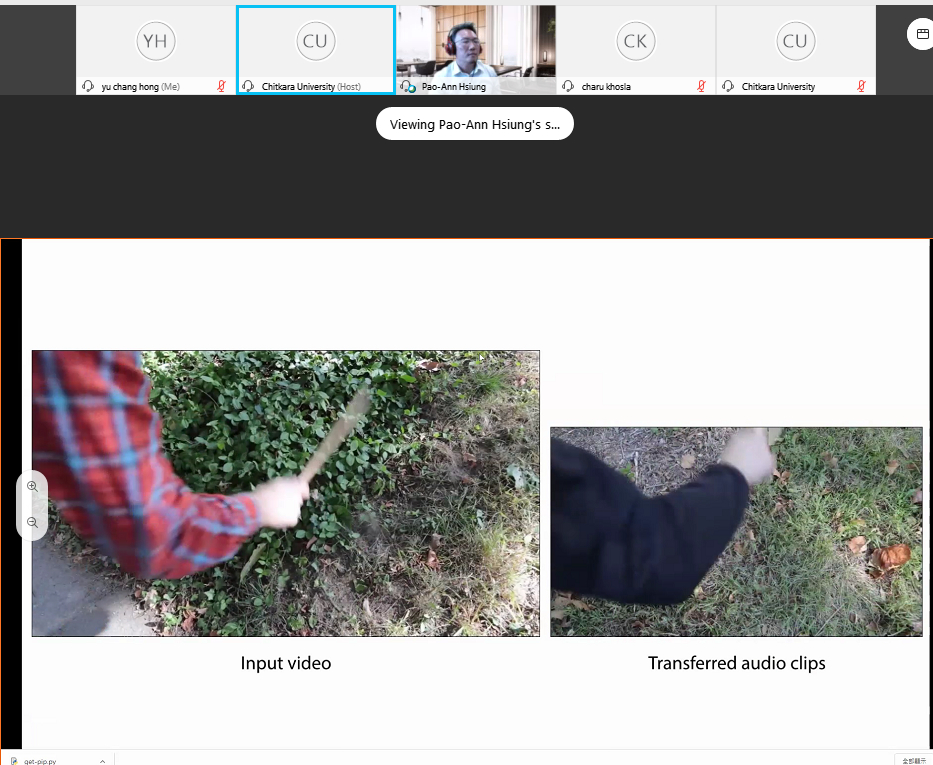 YH
CU
CK
CU
yu chang hong (Me)
Chitkara University (Host)
Pao-Ann Hsiung
charu khosla
Chitkara University
Viewing Pao-Ann Hsiung's s...
Input video
Transferred audio clips
get-pip.py
全部顯示